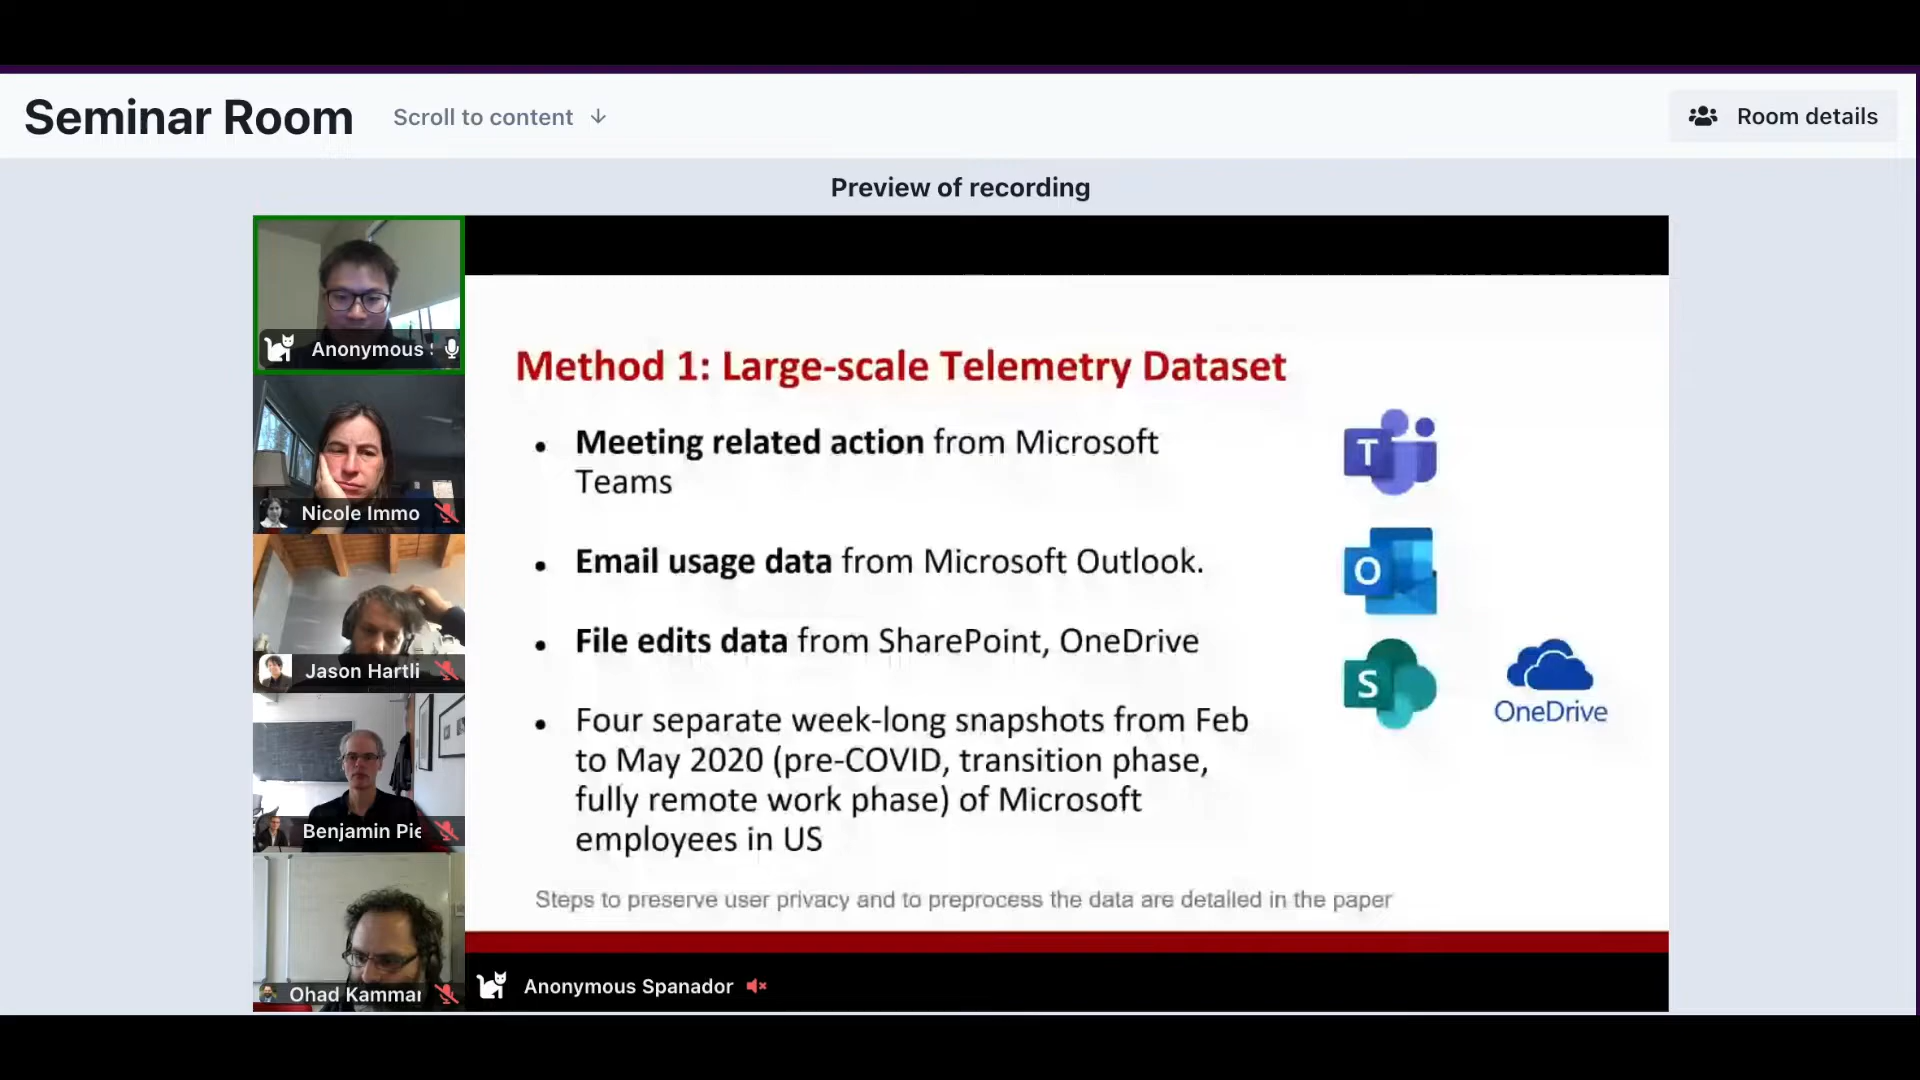 Seminar Room
Scroll to content
Room details
Preview of recording
Anonymous
Nicole Immo
Jason Hartli
Benjamin Pie
Ohad Kammar
Method 1: Large-scale Telemetry Dataset
• Meeting related action from Microsoft
Teams
• Email usage data from Microsoft Outlook.
• File edits data from SharePoint, OneDrive
• Four separate week-long snapshots from Feb
to May 2020 (pre-COVID, transition phase,
fully remote work phase) of Microsoft
employees in US
T
O
S
OneDrive
Steps to preserve user privacy and to preprocess the data are detailed in the paper
Anonymous Spanador